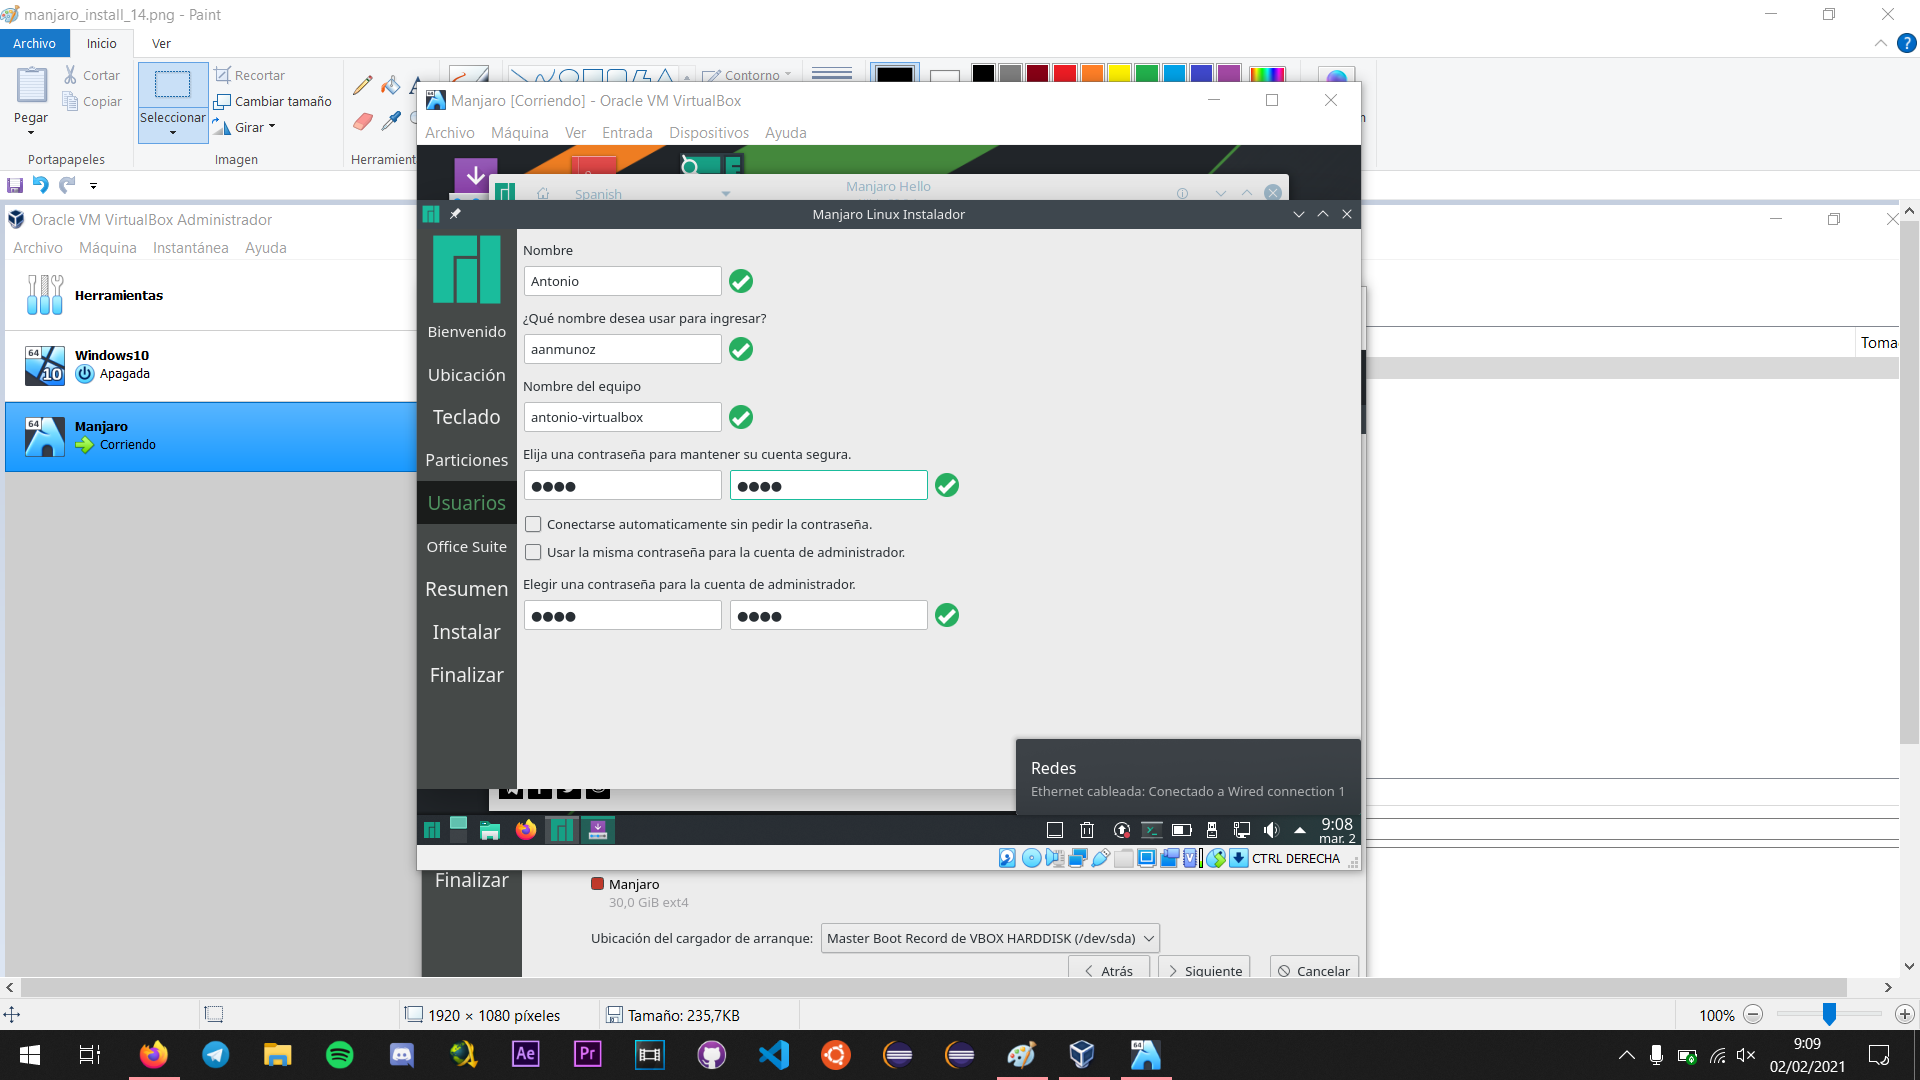 manjaro_install_14.png - Paint
Archivo
Inicio
Ver
Pegar
Cortar
Copiar
Portapapeles
Seleccionar
Recortar
Cambiar tamaño
Girar
Imagen
Contorno
Manjaro [Corriendo] - Oracle VM VirtualBox
Archivo Máquina Ver Entrada Dispositivos Ayuda
Spanish
Manjaro Hello
Manjaro Linux Instalador
Bienvenido
Ubicación
Teclado
Particiones
Usuarios
Office Suite
Resumen
Instalar
Finalizar
Nombre
Antonio
¿Qué nombre desea usar para ingresar?
aanmunoz
Nombre del equipo
antonio-virtualbox
Elija una contraseña para mantener su cuenta segura.
●●●● ●●●●
Conectarse automaticamente sin pedir la contraseña.
Usar la misma contraseña para la cuenta de administrador.
Elegir una contraseña para la cuenta de administrador.
●●●● ●●●●
Redes
Ethernet cableada: Conectado a Wired connection 1
9:08
mar. 2
CTRL DERECHA
Oracle VM VirtualBox Administrador
Archivo Máquina Instantánea Ayuda
Herramientas
64
10
Windows10
Apagada
64
Manjaro
Corriendo
Finalizar
Manjaro
30,0 GiB ext4
Ubicación del cargador de arranque: Master Boot Record de VBOX HARDDISK (/dev/sda)
Atrás
Siguiente
Cancelar
1920 × 1080 píxeles
Tamaño: 235,7KB
100%
Ae
Pr
64
9:09
02/02/2021